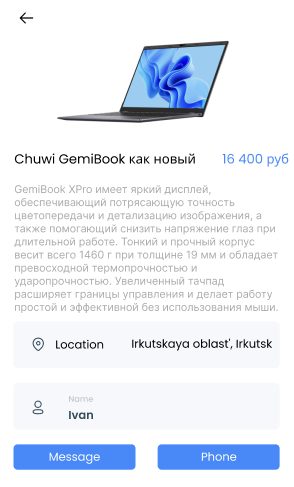 Chuwi GemiBook как новый 16 400 руб
GemiBook XPro имеет яркий дисплей,
обеспечивающий потрясающую точность
цветопередачи и детализацию изображения, а
также помогающий снизить напряжение глаз при
длительной работе. Тонкий и прочный корпус
весит всего 1460 г при толщине 19 мм и обладает
превосходной термопрочностью и
ударопрочностью. Увеличенный тачпад
расширяет границы управления и делает работу
простой и эффективной без использования мыши.
Location Irkutskaya oblast', Irkutsk
Name
Ivan
Message Phone